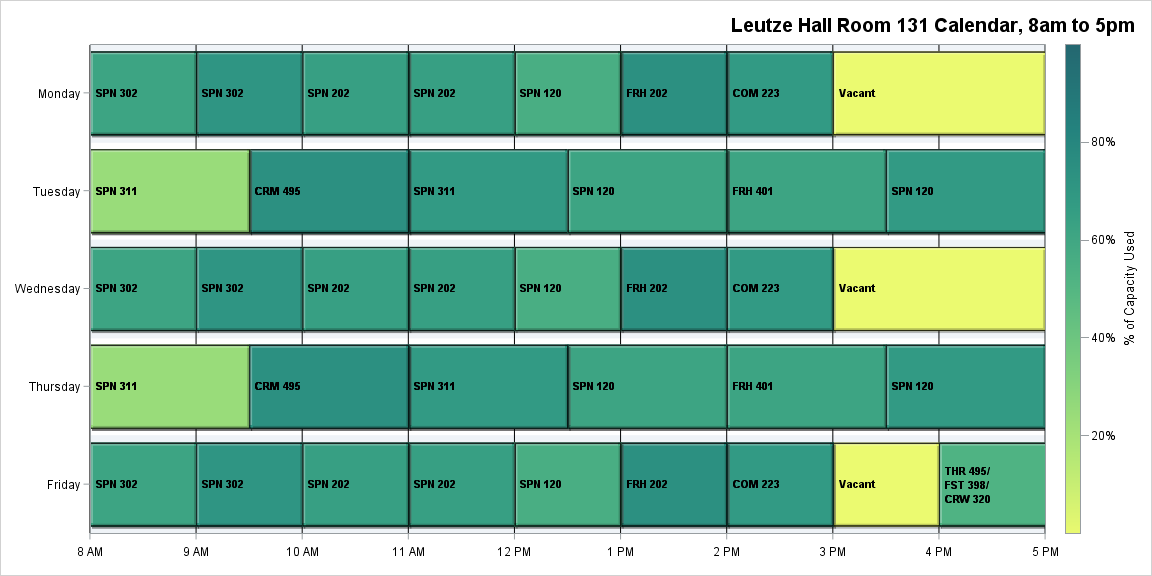 Leutze Hall Room 131 Calendar, 8am to 5pm
Monday
SPN 302
SPN 302
SPN 202
SPN 202
SPN 120
FRH 202
COM 223
Vacant
Tuesday
SPN 311
CRM 495
SPN 311
SPN 120
FRH 401
SPN 120
Wednesday
SPN 302
SPN 302
SPN 202
SPN 202
SPN 120
FRH 202
COM 223
Vacant
Thursday
SPN 311
CRM 495
SPN 311
SPN 120
FRH 401
SPN 120
Friday
SPN 302
SPN 302
SPN 202
SPN 202
SPN 120
FRH 202
COM 223
Vacant
THR 495/
FST 398/
CRW 320
8 AM
9 AM
10 AM
11 AM
12 PM
1 PM
2 PM
3 PM
4 PM
5 PM
80%
60%
40%
20%
% of Capacity Used